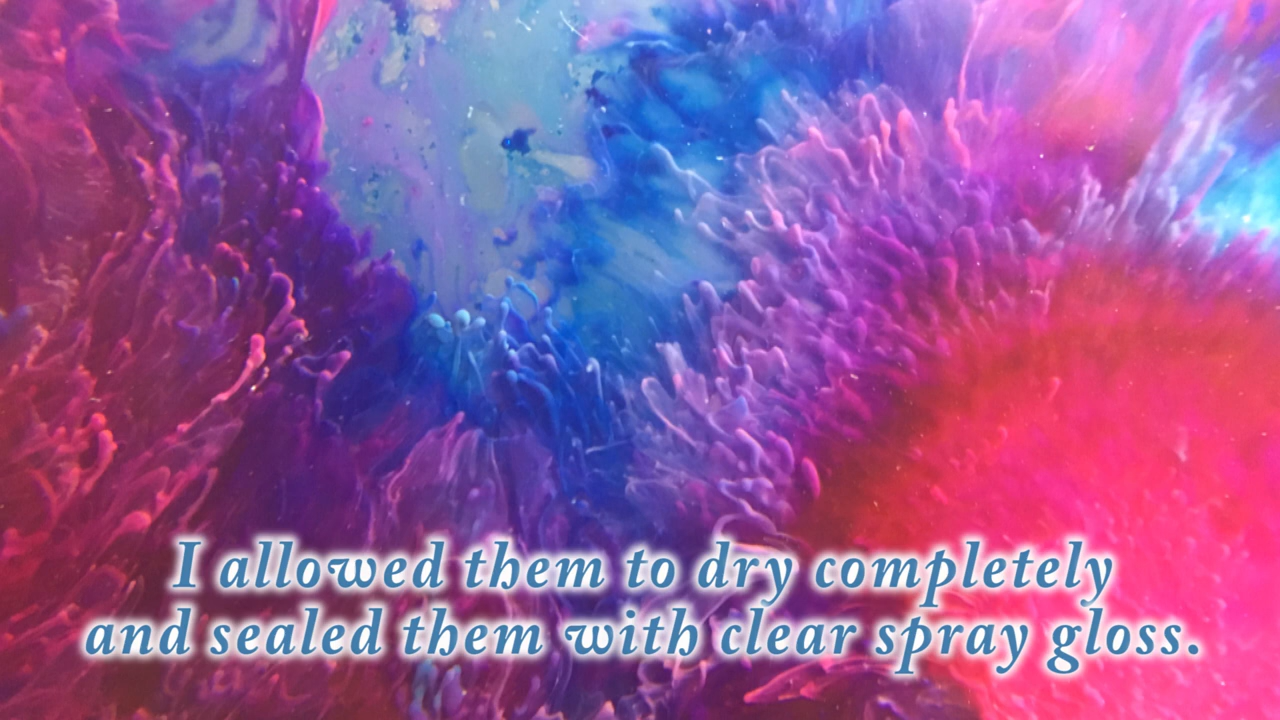 I allowed them to dry completely
and sealed them with clear spray gloss.